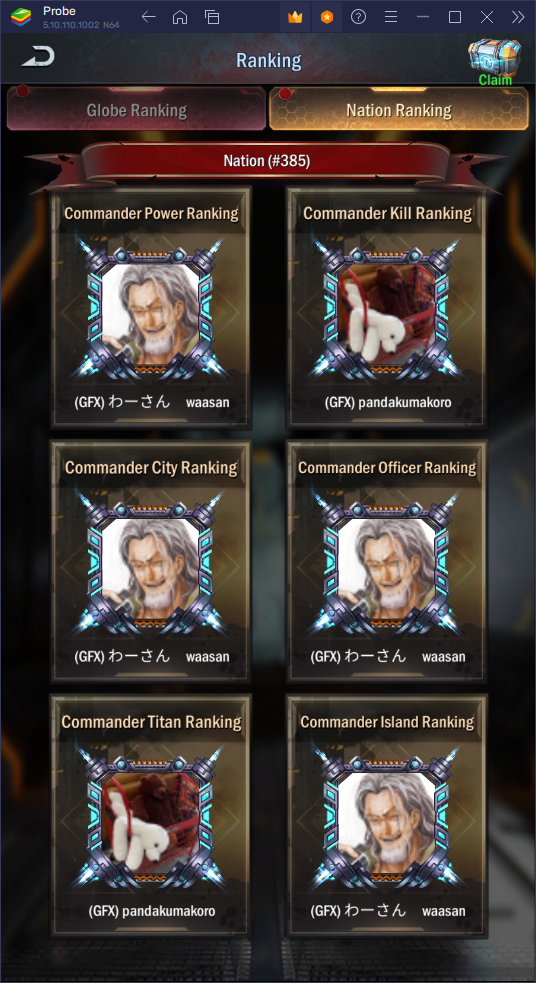 Probe
5.10.110.1002 N64
Ranking
Claim
Globe Ranking
Nation Ranking
Nation (#385)
Commander Power Ranking
Commander Kill Ranking
(GFX) わーさん waasan
(GFX) pandakumakoro
Commander City Ranking
Commander Officer Ranking
(GFX) わーさん waasan
(GFX) わーさん waasan
Commander Titan Ranking
Commander Island Ranking
(GFX) pandakumakoro
(GFX) わーさん waasan